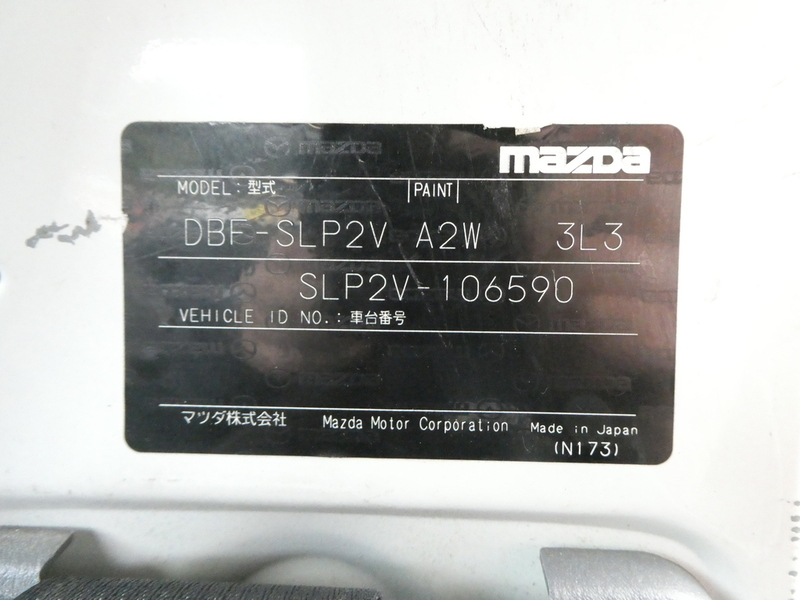 mazda
MODEL：型式 |PAINT|
DBF-SLP2V A2W 3L3
SLP2V-106590
VEHICLE ID NO.：車台番号
マツダ株式会社 Mazda Motor Corporation Made in Japan
(N173)